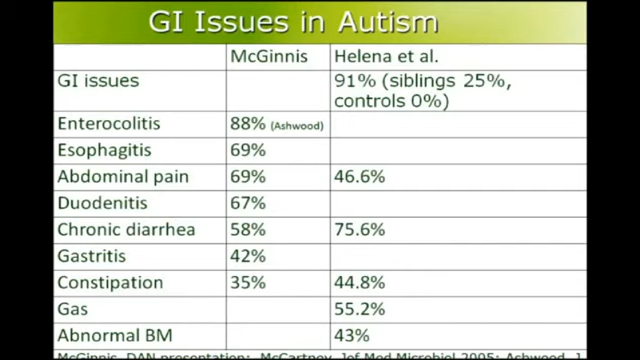 GI Issues in Autism
McGinnis Helena et al.
GI issues 91% (siblings 25%,
controls 0%)
Enterocolitis 88% (Ashwood)
Esophagitis 69%
Abdominal pain 69% 46.6%
Duodenitis 67%
Chronic diarrhea 58% 75.6%
Gastritis 42%
Constipation 35% 44.8%
Gas 55.2%
Abnormal BM 43%
McGinnis, DAN presentation; McCartney, Jof Med Microbiol 2005; Ashwood, J